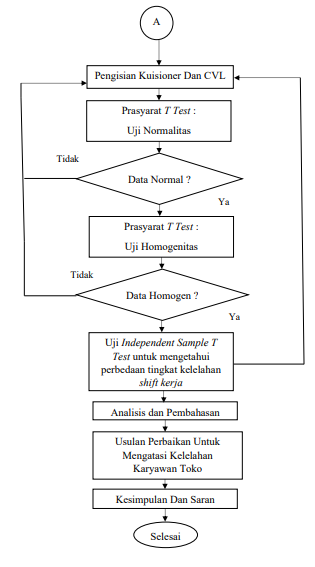 A
Pengisian Kuisioner Dan CVL
Prasyarat T Test :
Uji Normalitas
Tidak
Data Normal ?
Ya
Prasyarat T Test :
Uji Homogenitas
Tidak
Data Homogen ?
Ya
Uji Independent Sample T
Test untuk mengetahui
perbedaan tingkat kelelahan
shift kerja
Analisis dan Pembahasan
Usulan Perbaikan Untuk
Mengatasi Kelelahan
Karyawan Toko
Kesimpulan Dan Saran
Selesai